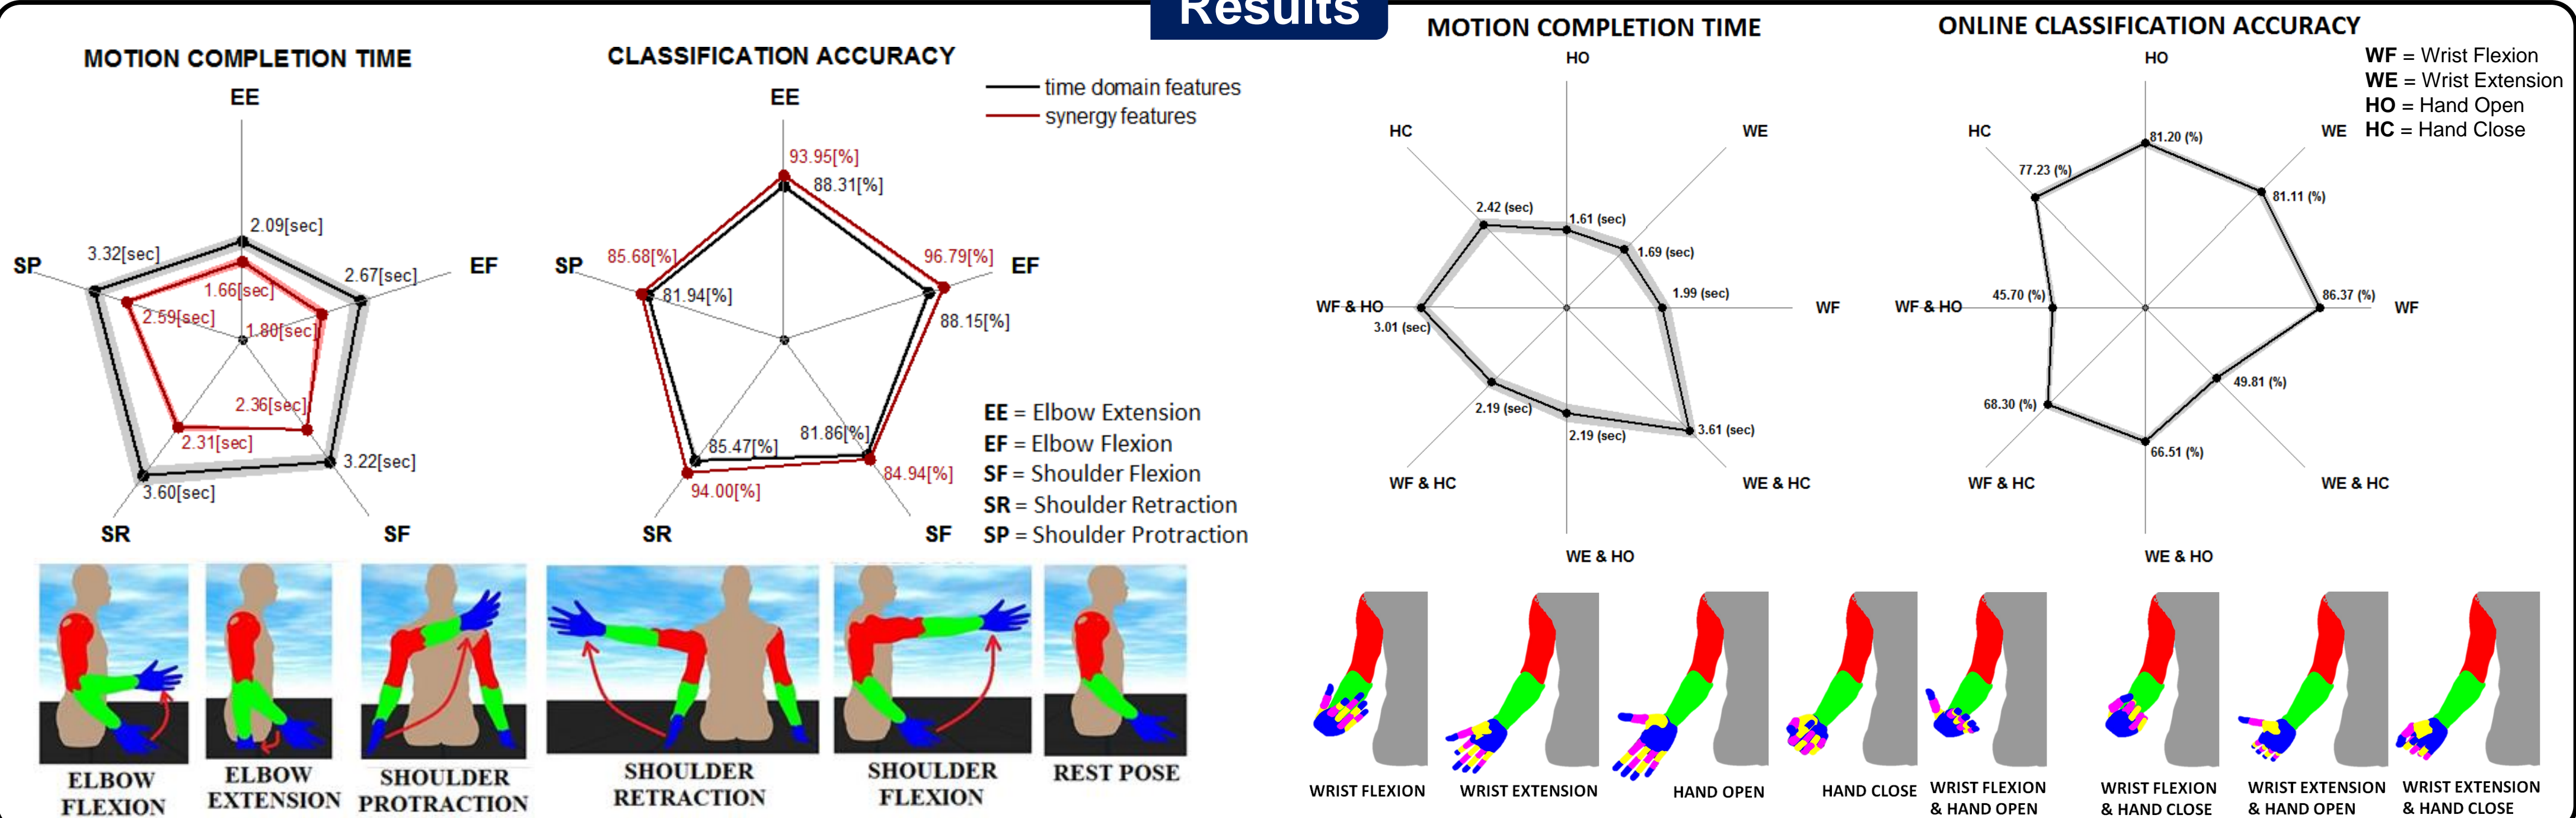 Results
MOTION COMPLETION TIME
EE
SP
EF
SR
SF
2.09[sec]
3.32[sec]
2.67[sec]
1.66[sec]
2.59[sec]
1.80[sec]
2.36[sec]
2.31[sec]
3.22[sec]
3.60[sec]
CLASSIFICATION ACCURACY
EE
SP
EF
SR
SF
93.95[%]
88.31[%]
85.68[%]
96.79[%]
81.94[%]
88.15[%]
81.86[%]
85.47[%]
84.94[%]
94.00[%]
time domain features
synergy features
EE = Elbow Extension
EF = Elbow Flexion
SF = Shoulder Flexion
SR = Shoulder Retraction
SP = Shoulder Protraction
ELBOW
FLEXION
ELBOW
EXTENSION
SHOULDER
PROTRACTION
SHOULDER
RETRACTION
SHOULDER
FLEXION
REST POSE
MOTION COMPLETION TIME
HO
HC
WE
2.42 (sec)
1.61 (sec)
1.69 (sec)
1.99 (sec)
WF & HO
WF
3.01 (sec)
2.19 (sec)
2.19 (sec)
3.61 (sec)
WF & HC
WE & HC
WE & HO
ONLINE CLASSIFICATION ACCURACY
HO
HC
WE
81.20 (%)
77.23 (%)
81.11 (%)
45.70 (%)
86.37 (%)
WF & HO
WF
49.81 (%)
68.30 (%)
66.51 (%)
WF & HC
WE & HC
WE & HO
WF = Wrist Flexion
WE = Wrist Extension
HO = Hand Open
HC = Hand Close
WRIST FLEXION
WRIST EXTENSION
HAND OPEN
HAND CLOSE
WRIST FLEXION
& HAND OPEN
WRIST FLEXION
& HAND CLOSE
WRIST EXTENSION
& HAND OPEN
WRIST EXTENSION
& HAND CLOSE